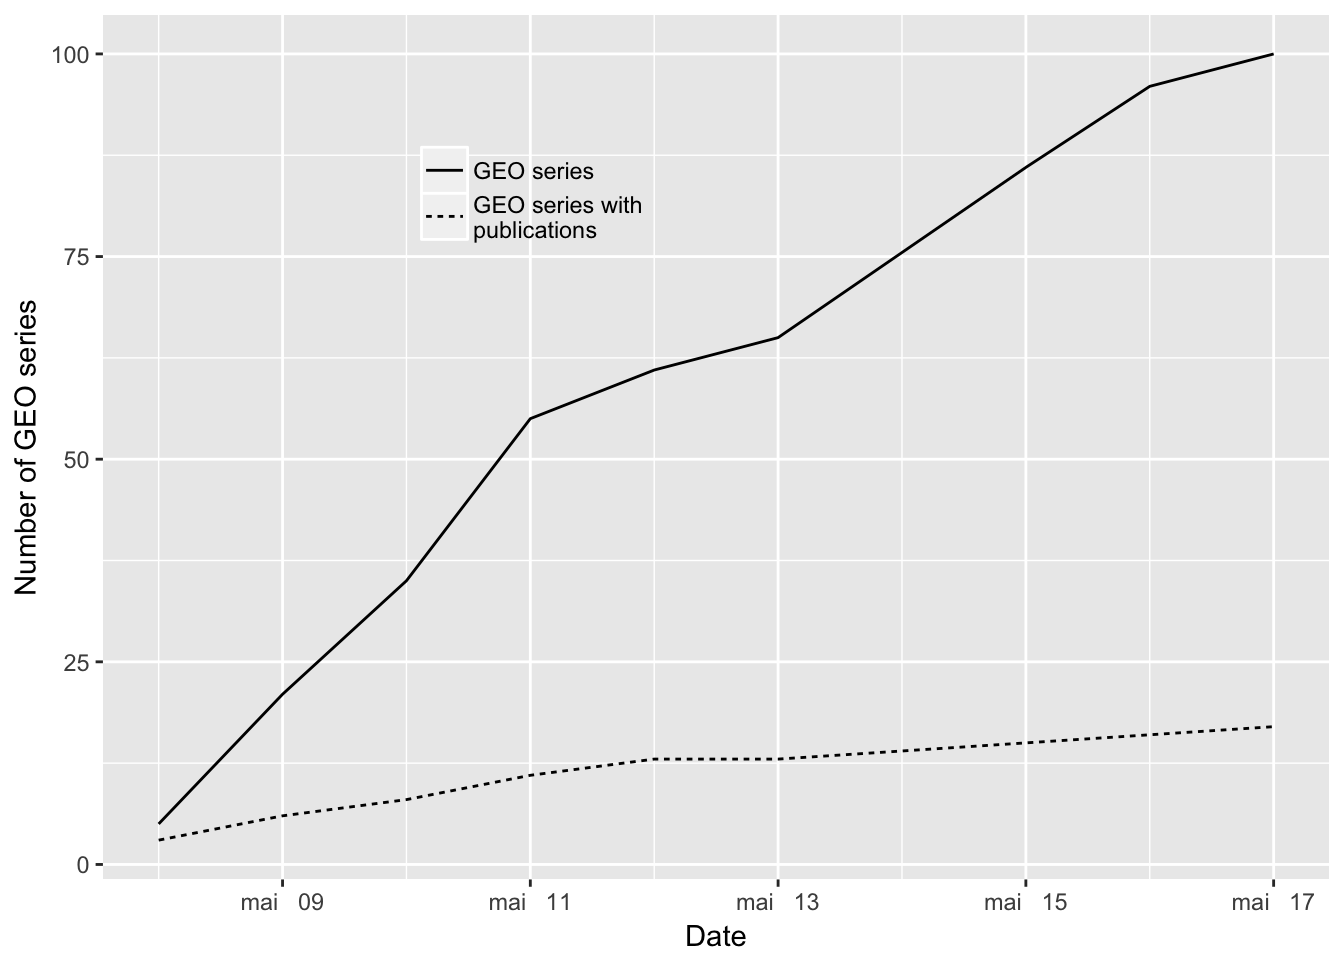 100
75
50
25
0
Number of GEO series
GEO series
GEO series with
publications
mai 09
mai 11
mai 13
mai 15
mai 17
Date